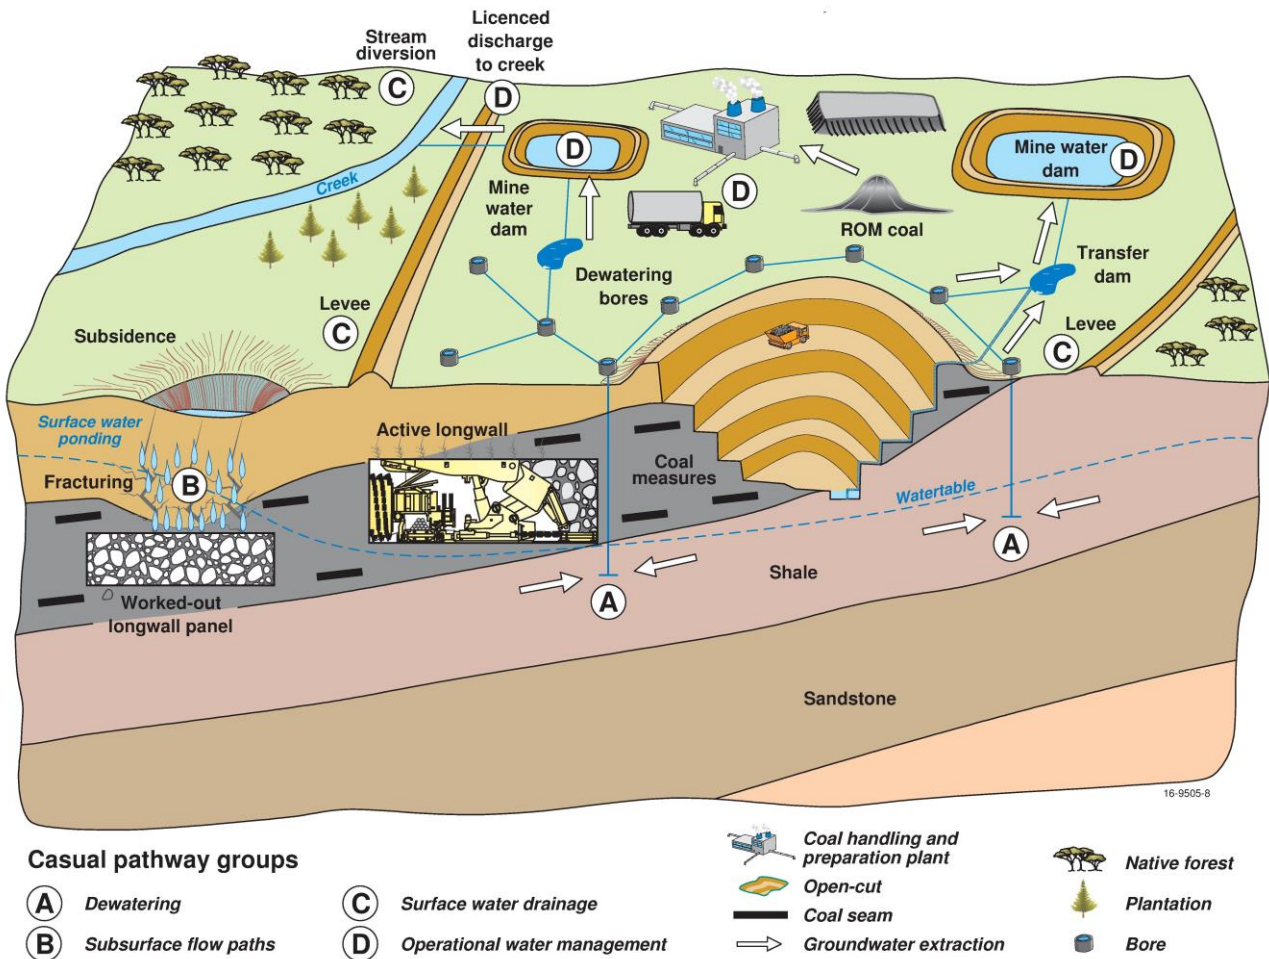 Licenced
discharge
to creek
Stream
diversion
C
D
D
Mine water
dam
D
Creek
Mine
water
dam
D
ROM coal
Dewatering
bores
Transfer
dam
Levee
C
Levee
C
Subsidence
Surface water
ponding
Active longwall
Fracturing
B
Coal
measures
Watertable
A
A
Shale
Worked-out
longwall panel
Sandstone
16-9505-8
Casual pathway groups
A Dewatering
B Subsurface flow paths
C Surface water drainage
D Operational water management
Coal handling and
preparation plant
Open-cut
Coal seam
Groundwater extraction
Native forest
Plantation
Bore